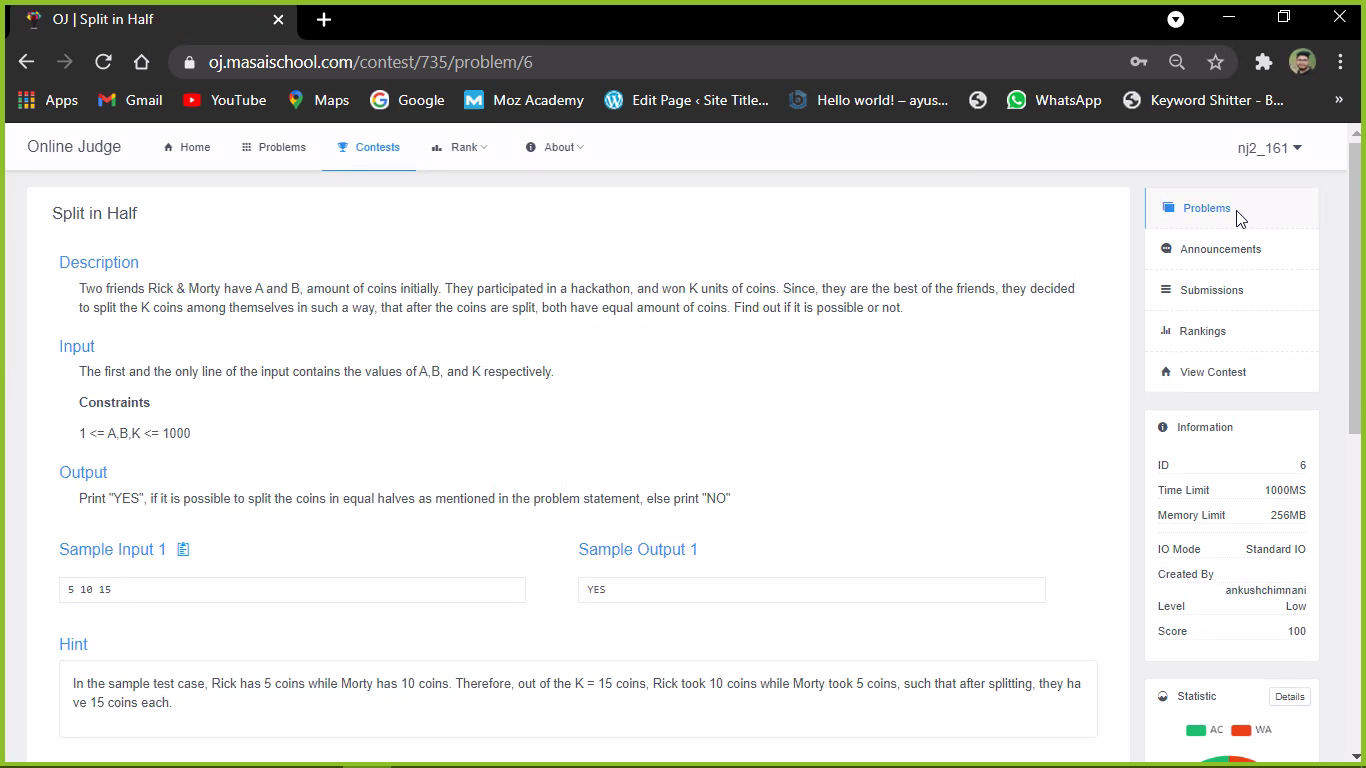 OJ | Split in Half
oj.masaischool.com/contest/735/problem/6
Apps Gmail YouTube Maps Google Moz Academy Edit Page ‹ Site Title... Hello world! – ayus... WhatsApp Keyword Shitter - B... »
Online Judge Home Problems Contests Rank About nj2_161
Split in Half
Description
Two friends Rick & Morty have A and B, amount of coins initially. They participated in a hackathon, and won K units of coins. Since, they are the best of the friends, they decided
to split the K coins among themselves in such a way, that after the coins are split, both have equal amount of coins. Find out if it is possible or not.
Input
The first and the only line of the input contains the values of A,B, and K respectively.
Constraints
1 <= A,B,K <= 1000
Output
Print "YES", if it is possible to split the coins in equal halves as mentioned in the problem statement, else print "NO"
Sample Input 1
5 10 15
Sample Output 1
YES
Hint
In the sample test case, Rick has 5 coins while Morty has 10 coins. Therefore, out of the K = 15 coins, Rick took 10 coins while Morty took 5 coins, such that after splitting, they ha
ve 15 coins each.
Problems
Announcements
Submissions
Rankings
View Contest
Information
ID 6
Time Limit 1000MS
Memory Limit 256MB
IO Mode Standard IO
Created By
ankushchimnani
Level Low
Score 100
Statistic Details
AC WA